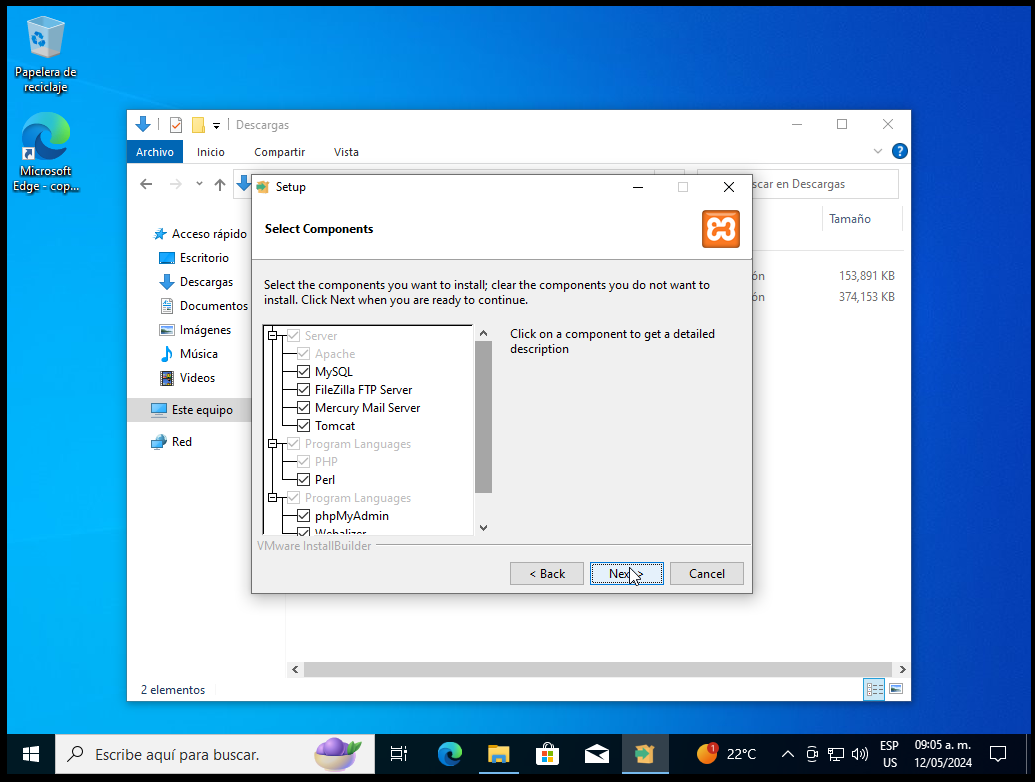 Papelera de
reciclaje
Microsoft
Edge - cop...
Descargas
Archivo
Inicio
Compartir
Vista
scar en Descargas
Tamaño
Acceso rápido
Escritorio
Descargas
Documentos
Imágenes
Música
Videos
Este equipo
Red
ón 153,891 KB
ón 374,153 KB
Setup
Select Components
Select the components you want to install; clear the components you do not want to
install. Click Next when you are ready to continue.
Server
Apache
MySQL
FileZilla FTP Server
Mercury Mail Server
Tomcat
Program Languages
PHP
Perl
Program Languages
phpMyAdmin
Webalizer
Click on a component to get a detailed
description
VMware InstallBuilder
< Back
Next >
Cancel
2 elementos
Escribe aquí para buscar.
1
22°C
ESP
US
09:05 a. m.
12/05/2024